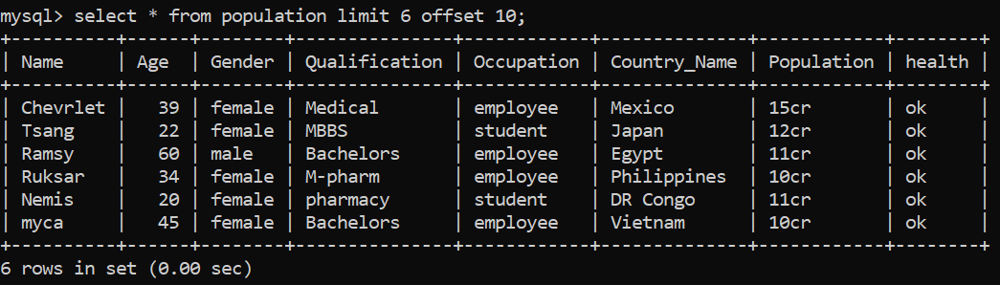 mysql> select * from population limit 6 offset 10;
+----------+------+--------+---------------+------------+--------------+------------+--------+
| Name     | Age  | Gender | Qualification | Occupation | Country_Name | Population | health |
+----------+------+--------+---------------+------------+--------------+------------+--------+
| Chevrlet |   39 | female | Medical       | employee   | Mexico       | 15cr       | ok     |
| Tsang    |   22 | female | MBBS          | student    | Japan        | 12cr       | ok     |
| Ramsy    |   60 | male   | Bachelors     | employee   | Egypt        | 11cr       | ok     |
| Ruksar   |   34 | female | M-pharm       | employee   | Philippines  | 10cr       | ok     |
| Nemis    |   20 | female | pharmacy      | student    | DR Congo     | 11cr       | ok     |
| myca     |   45 | female | Bachelors     | employee   | Vietnam      | 10cr       | ok     |
+----------+------+--------+---------------+------------+--------------+------------+--------+
6 rows in set (0.00 sec)